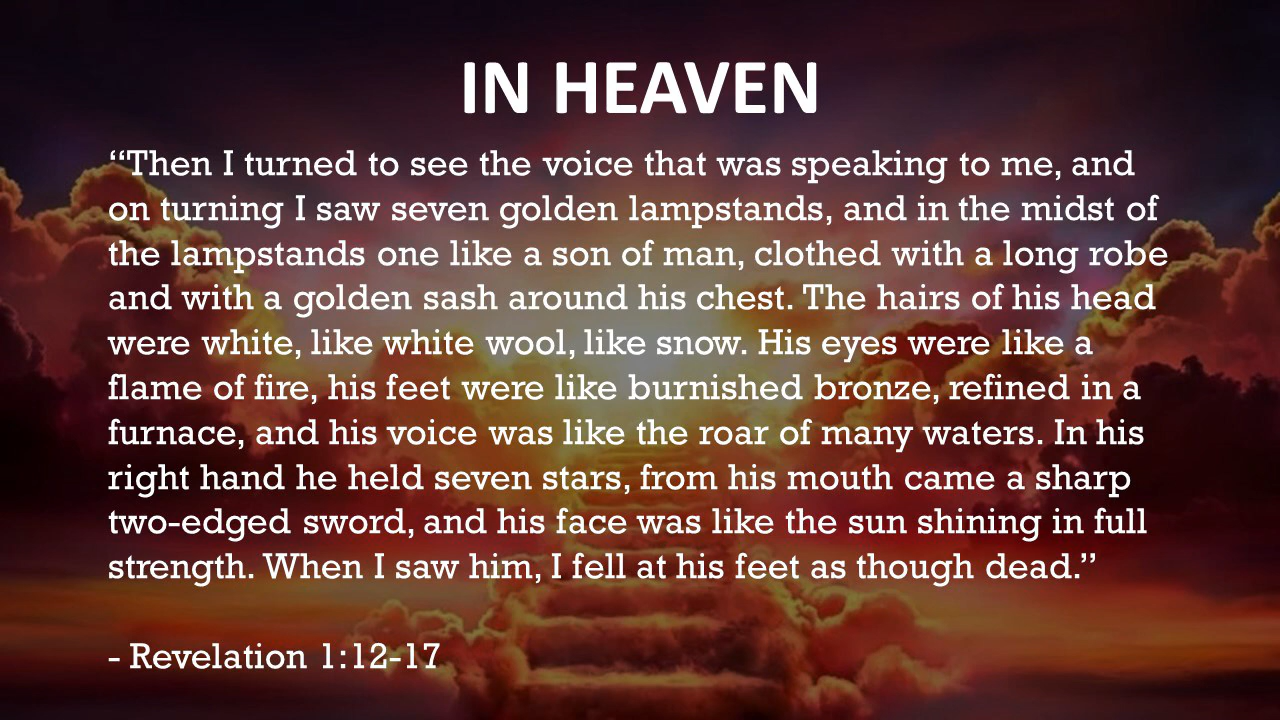 IN HEAVEN
“Then I turned to see the voice that was speaking to me, and
on turning I saw seven golden lampstands, and in the midst of
the lampstands one like a son of man, clothed with a long robe
and with a golden sash around his chest. The hairs of his head
were white, like white wool, like snow. His eyes were like a
flame of fire, his feet were like burnished bronze, refined in a
furnace, and his voice was like the roar of many waters. In his
right hand he held seven stars, from his mouth came a sharp
two-edged sword, and his face was like the sun shining in full
strength. When I saw him, I fell at his feet as though dead.”
- Revelation 1:12-17